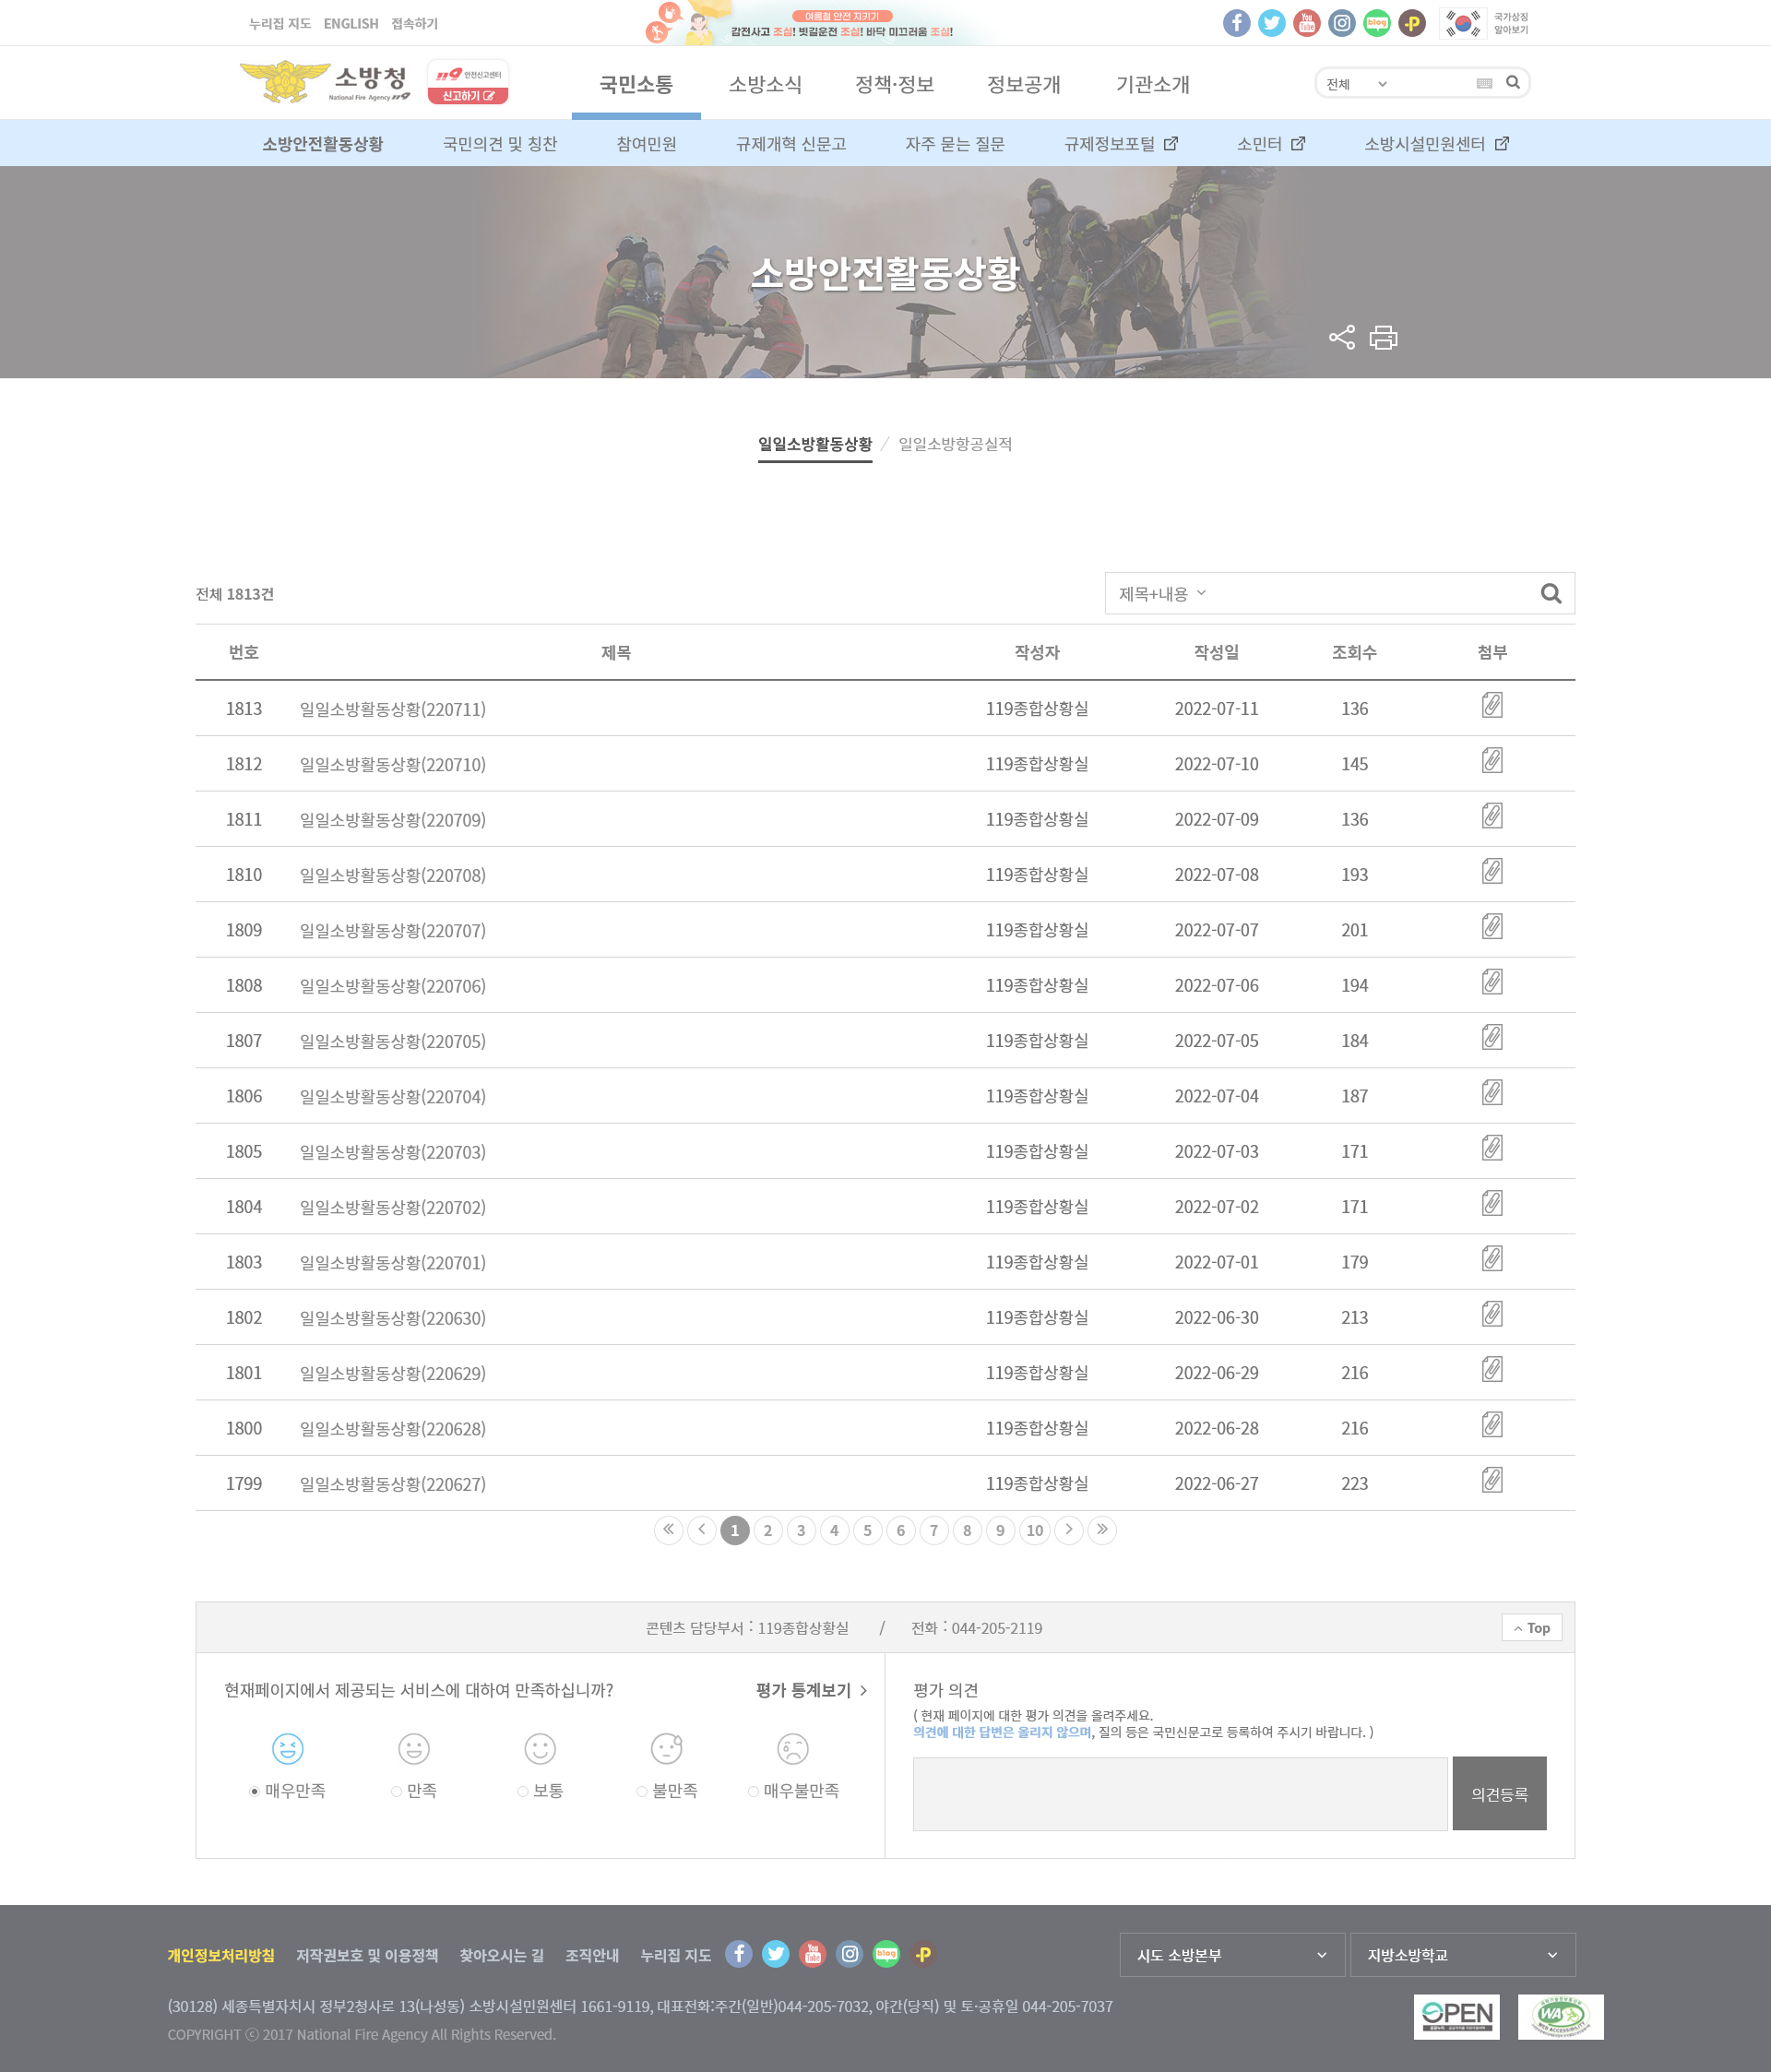 누리집 지도 ENGLISH 접속하기
여름철 안전 지키기
감전사고 조심! 빗길운전 조심! 바닥 미끄러움 조심!
You Tube
blog
국가상징
알아보기
소방청
National Fire Agency 119
119 안전신고센터
신고하기
국민소통 소방소식 정책·정보 정보공개 기관소개
전체
소방안전활동상황 국민의견 및 칭찬 참여민원 규제개혁 신문고 자주 묻는 질문 규제정보포털 소민터 소방시설민원센터
소방안전활동상황
일일소방활동상황 / 일일소방항공실적
전체 1813건
제목+내용
번호 제목 작성자 작성일 조회수 첨부
1813 일일소방활동상황(220711) 119종합상황실 2022-07-11 136
1812 일일소방활동상황(220710) 119종합상황실 2022-07-10 145
1811 일일소방활동상황(220709) 119종합상황실 2022-07-09 136
1810 일일소방활동상황(220708) 119종합상황실 2022-07-08 193
1809 일일소방활동상황(220707) 119종합상황실 2022-07-07 201
1808 일일소방활동상황(220706) 119종합상황실 2022-07-06 194
1807 일일소방활동상황(220705) 119종합상황실 2022-07-05 184
1806 일일소방활동상황(220704) 119종합상황실 2022-07-04 187
1805 일일소방활동상황(220703) 119종합상황실 2022-07-03 171
1804 일일소방활동상황(220702) 119종합상황실 2022-07-02 171
1803 일일소방활동상황(220701) 119종합상황실 2022-07-01 179
1802 일일소방활동상황(220630) 119종합상황실 2022-06-30 213
1801 일일소방활동상황(220629) 119종합상황실 2022-06-29 216
1800 일일소방활동상황(220628) 119종합상황실 2022-06-28 216
1799 일일소방활동상황(220627) 119종합상황실 2022-06-27 223
1 2 3 4 5 6 7 8 9 10
콘텐츠 담당부서 : 119종합상황실 / 전화 : 044-205-2119
Top
현재페이지에서 제공되는 서비스에 대하여 만족하십니까? 평가 통계보기
매우만족 만족 보통 불만족 매우불만족
평가 의견
( 현재 페이지에 대한 평가 의견을 올려주세요.
의견에 대한 답변은 올리지 않으며, 질의 등은 국민신문고로 등록하여 주시기 바랍니다. )
의견등록
개인정보처리방침 저작권보호 및 이용정책 찾아오시는 길 조직안내 누리집 지도
You Tube
blog
시도 소방본부
지방소방학교
(30128) 세종특별자치시 정부2청사로 13(나성동) 소방시설민원센터 1661-9119, 대표전화:주간(일반)044-205-7032, 야간(당직) 및 토·공휴일 044-205-7037
COPYRIGHT ⓒ 2017 National Fire Agency All Rights Reserved.
OPEN
WA
WEB ACCESSIBILITY